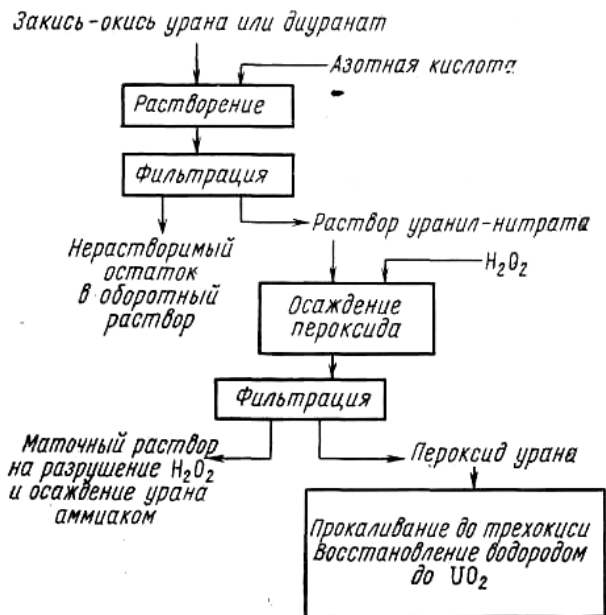 Закись-окись урана или диуранат
Азотная кислота
Растворение
Фильтрация
Раствор уранил-нитрата
Нерастворимый
остаток
в оборотный
раствор
H₂O₂
Осаждение
пероксида
Фильтрация
Маточный раствор
на разрушение H₂O₂
и осаждение урана
аммиаком
Пероксид урана
Прокаливание до трехокиси
Восстановление водородом
до UO₂